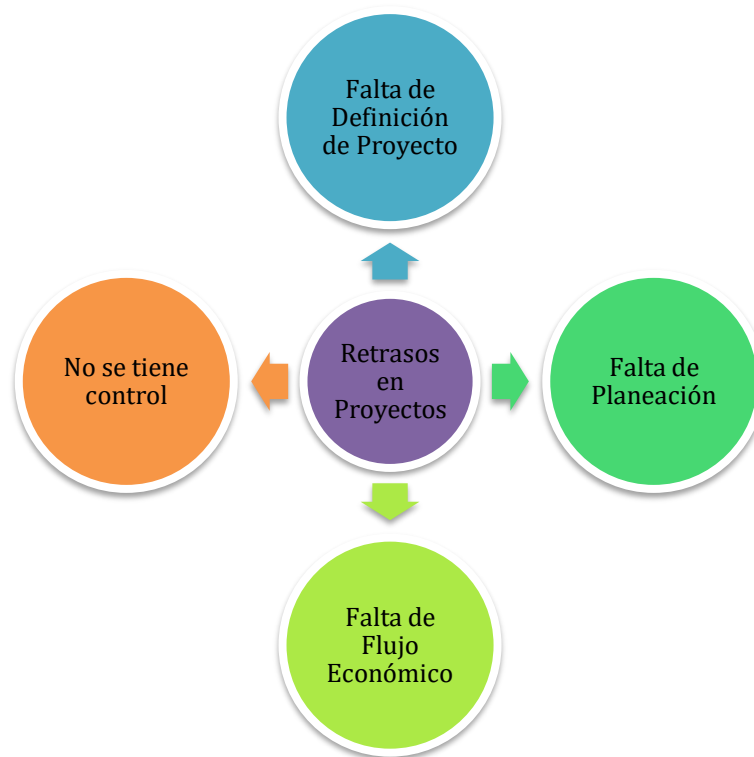 Falta de
Definición
de Proyecto
No se tiene
control
Retrasos
en
Proyectos
Falta de
Planeación
Falta de
Flujo
Económico